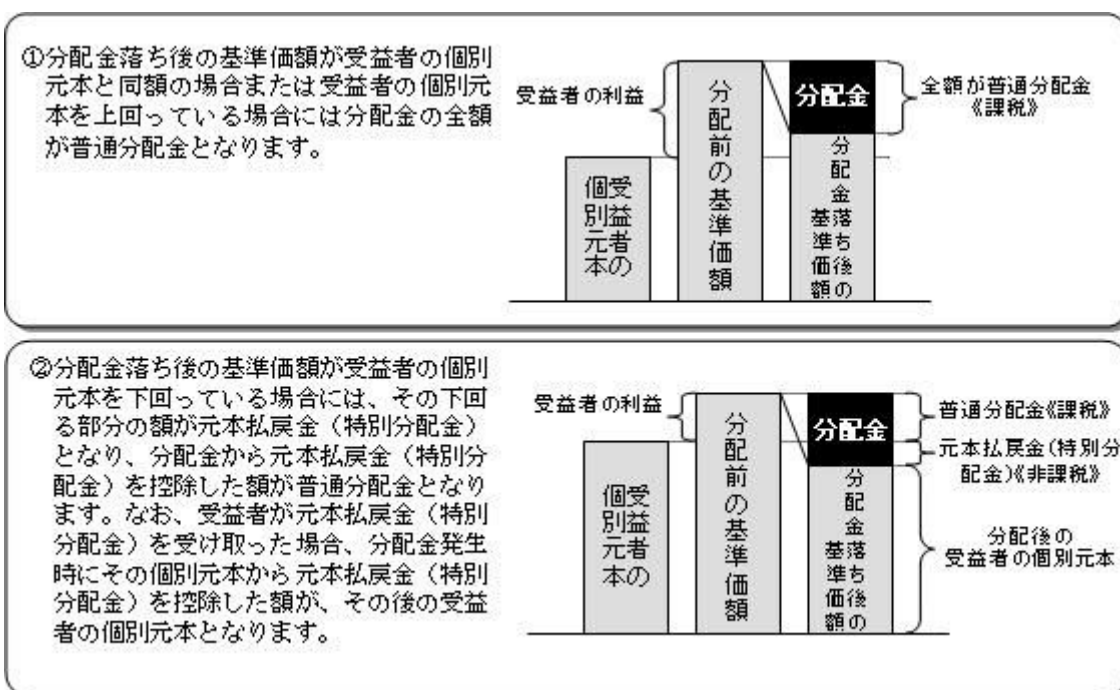 ①分配金落ち後の基準価額が受益者の個別
元本と同額の場合または受益者の個別元
本を上回っている場合には分配金の全額
が普通分配金となります。
受益者の利益
受益者の
個別元本
分配前の基準価額
分配金
分配金落ち後の
基準価額
全額が普通分配金
《課税》
②分配金落ち後の基準価額が受益者の個別
元本を下回っている場合には、その下回
る部分の額が元本払戻金（特別分配金）
となり、分配金から元本払戻金（特別分
配金）を控除した額が普通分配金となり
ます。なお、受益者が元本払戻金（特別
分配金）を受け取った場合、分配金発生
時にその個別元本から元本払戻金（特別
分配金）を控除した額が、その後の受益
者の個別元本となります。
受益者の利益
受益者の
個別元本
分配前の基準価額
分配金
分配金落ち後の
基準価額
普通分配金《課税》
元本払戻金(特別分
配金)《非課税》
分配後の
受益者の個別元本